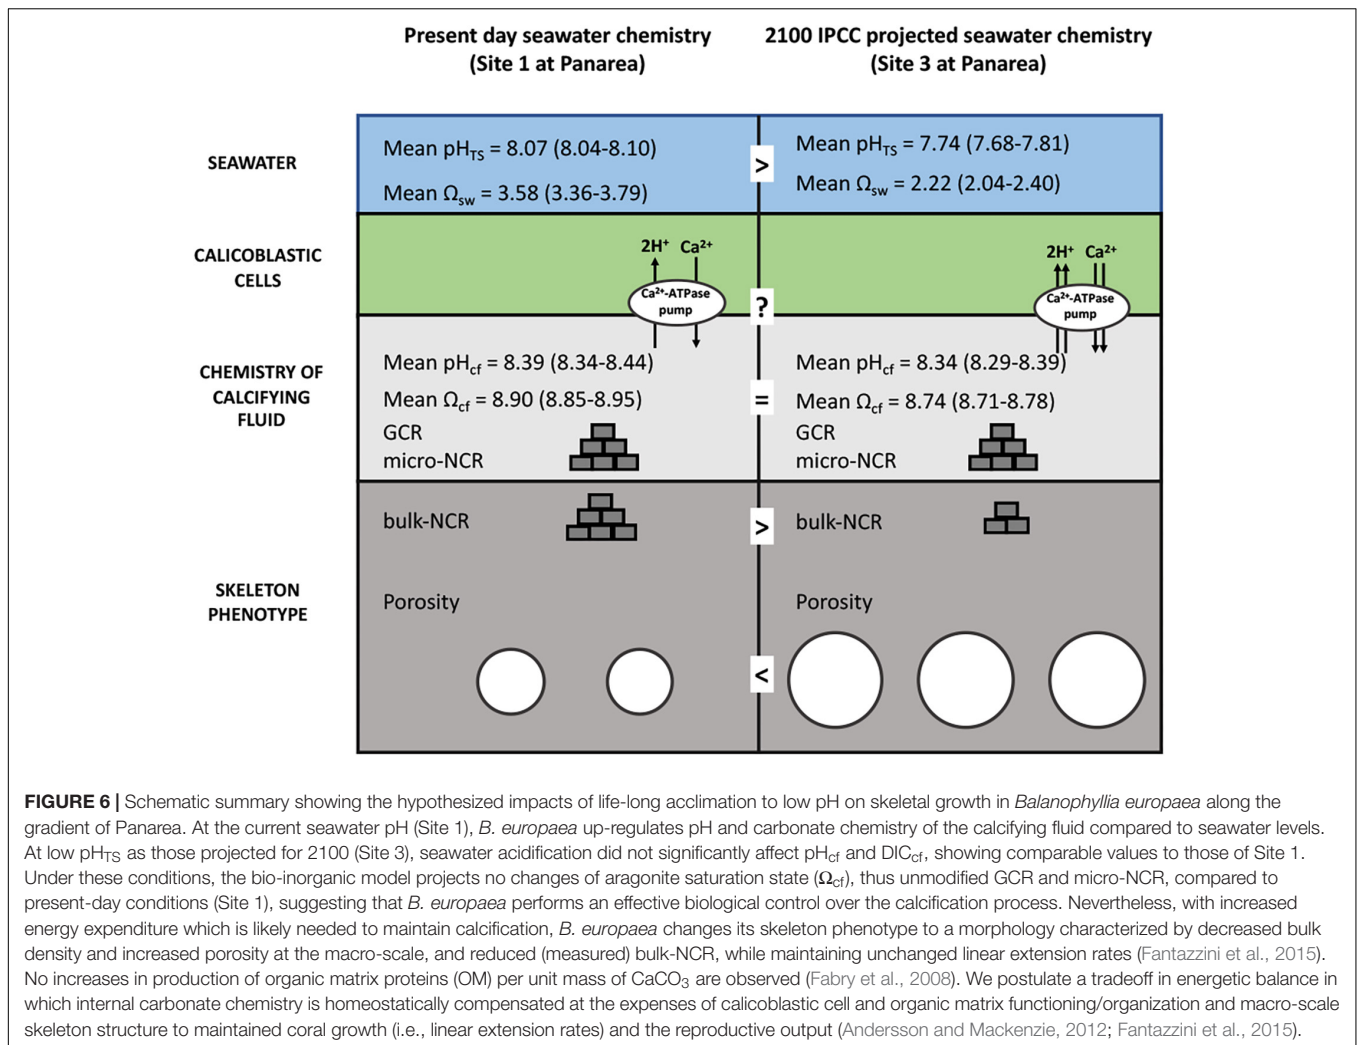 Present day seawater chemistry
(Site 1 at Panarea)
2100 IPCC projected seawater chemistry
(Site 3 at Panarea)
SEAWATER
Mean pHTS = 8.07 (8.04-8.10)
Mean Ωsw = 3.58 (3.36-3.79)
>
Mean pHTS = 7.74 (7.68-7.81)
Mean Ωsw = 2.22 (2.04-2.40)
CALICOBLASTIC
CELLS
2H⁺ Ca²⁺
Ca²⁺-ATPase
pump
?
2H⁺ Ca²⁺
Ca²⁺-ATPase
pump
CHEMISTRY OF
CALCIFYING
FLUID
Mean pHcf = 8.39 (8.34-8.44)
Mean Ωcf = 8.90 (8.85-8.95)
GCR
micro-NCR
=
Mean pHcf = 8.34 (8.29-8.39)
Mean Ωcf = 8.74 (8.71-8.78)
GCR
micro-NCR
SKELETON
PHENOTYPE
bulk-NCR
>
bulk-NCR
Porosity
<
Porosity
FIGURE 6 | Schematic summary showing the hypothesized impacts of life-long acclimation to low pH on skeletal growth in Balanophyllia europaea along the
gradient of Panarea. At the current seawater pH (Site 1), B. europaea up-regulates pH and carbonate chemistry of the calcifying fluid compared to seawater levels.
At low pHTS as those projected for 2100 (Site 3), seawater acidification did not significantly affect pHcf and DICcf, showing comparable values to those of Site 1.
Under these conditions, the bio-inorganic model projects no changes of aragonite saturation state (Ωcf), thus unmodified GCR and micro-NCR, compared to
present-day conditions (Site 1), suggesting that B. europaea performs an effective biological control over the calcification process. Nevertheless, with increased
energy expenditure which is likely needed to maintain calcification, B. europaea changes its skeleton phenotype to a morphology characterized by decreased bulk
density and increased porosity at the macro-scale, and reduced (measured) bulk-NCR, while maintaining unchanged linear extension rates (Fantazzini et al., 2015).
No increases in production of organic matrix proteins (OM) per unit mass of CaCO3 are observed (Fabry et al., 2008). We postulate a tradeoff in energetic balance in
which internal carbonate chemistry is homeostatically compensated at the expenses of calicoblastic cell and organic matrix functioning/organization and macro-scale
skeleton structure to maintained coral growth (i.e., linear extension rates) and the reproductive output (Andersson and Mackenzie, 2012; Fantazzini et al., 2015).